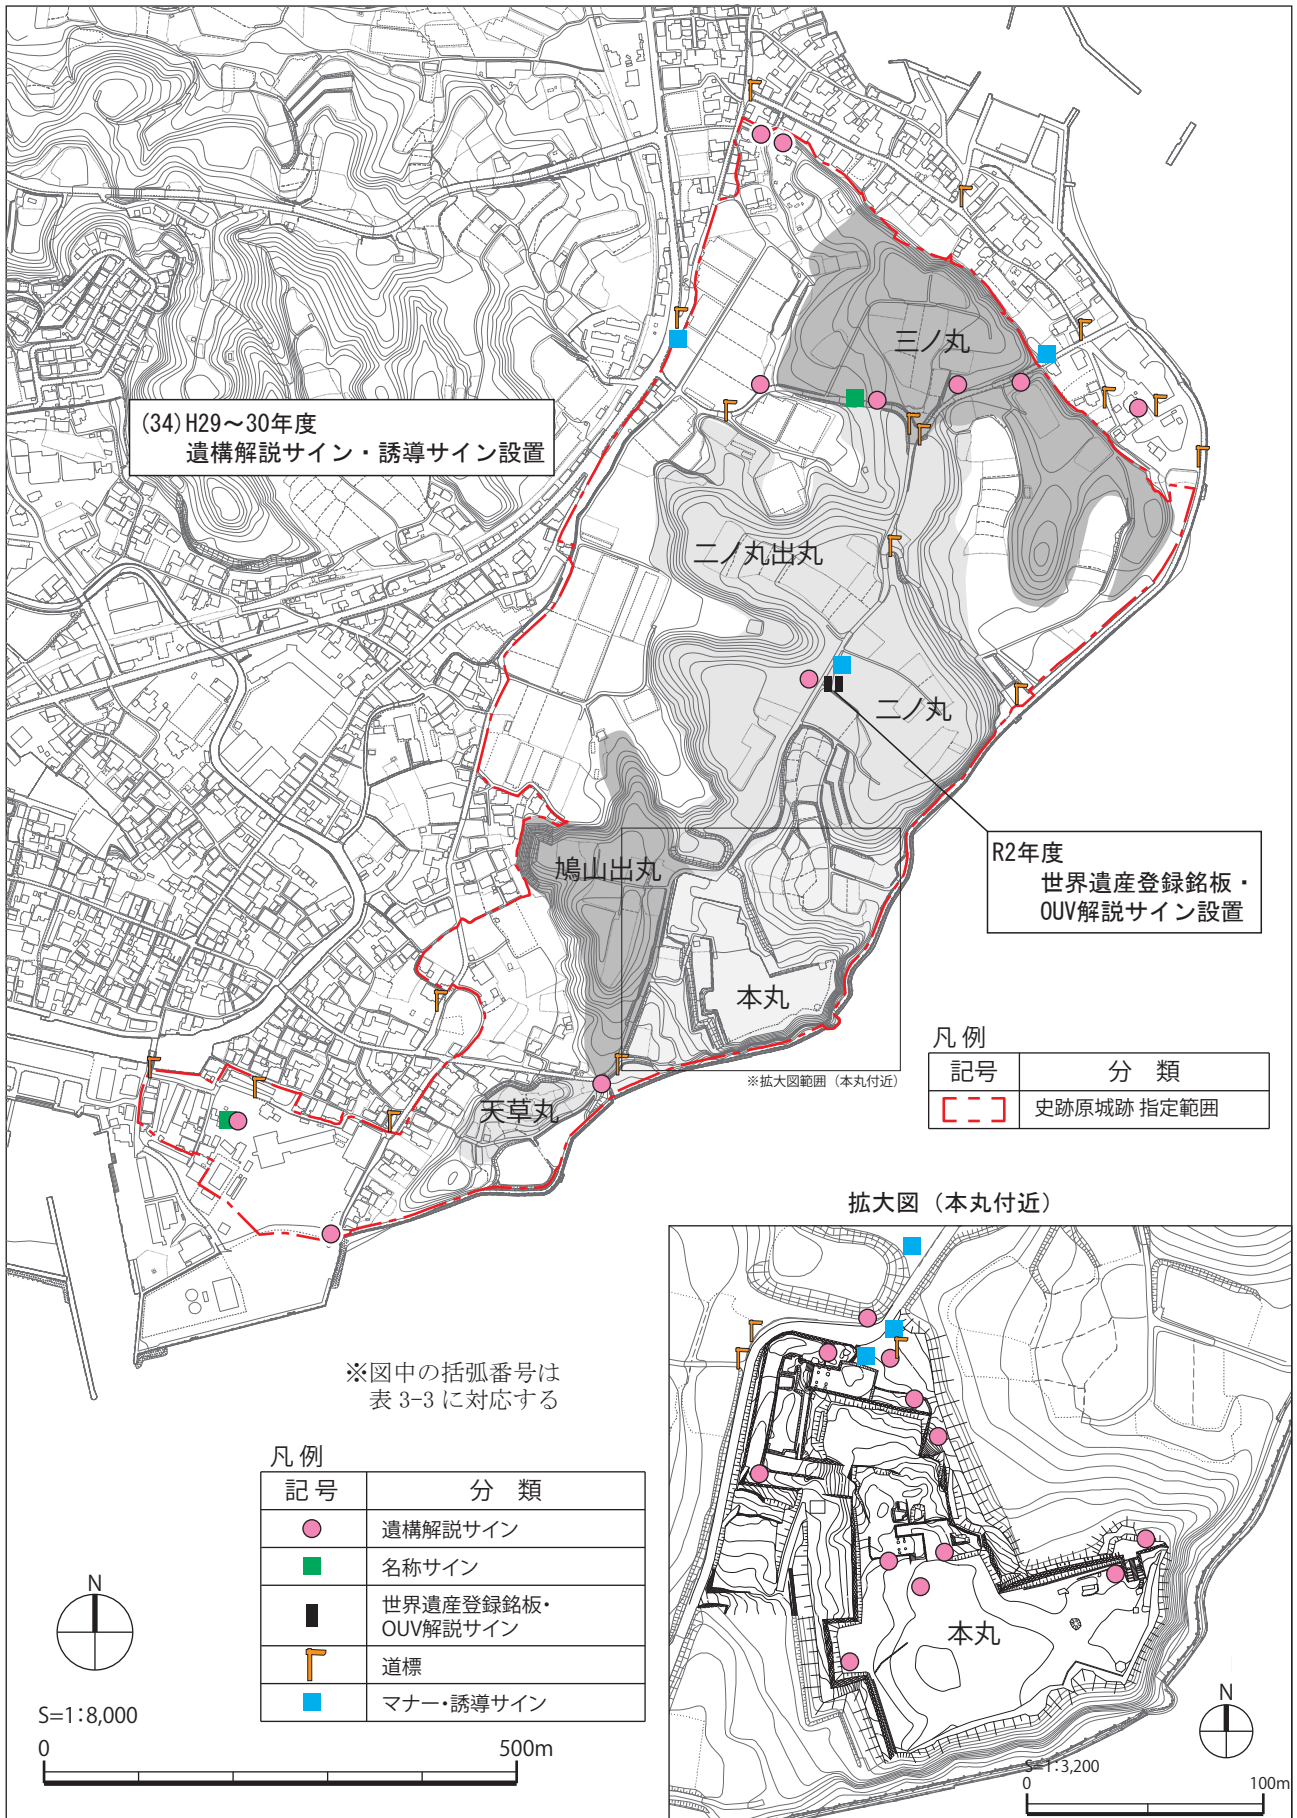 三ノ丸
(34)H29～30年度
遺構解説サイン・誘導サイン設置
二ノ丸出丸
二ノ丸
R2年度
世界遺産登録銘板・
OUV解説サイン設置
鳩山出丸
本丸
※拡大図範囲（本丸付近）
天草丸
凡例
記号 分 類
史跡原城跡 指定範囲
拡大図（本丸付近）
本丸
N
S=1:3,200
0 100m
※図中の括弧番号は
表 3-3 に対応する
凡例
記号 分 類
遺構解説サイン
名称サイン
世界遺産登録銘板・
OUV解説サイン
道標
マナー・誘導サイン
N
S=1:8,000
0 500m